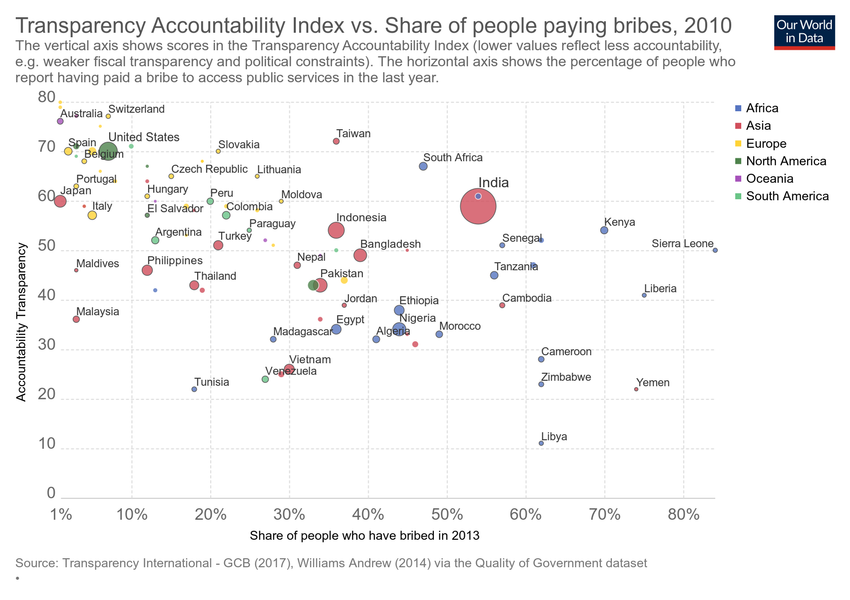 Transparency Accountability Index vs. Share of people paying bribes, 2010
The vertical axis shows scores in the Transparency Accountability Index (lower values reflect less accountability,
e.g. weaker fiscal transparency and political constraints). The horizontal axis shows the percentage of people who
report having paid a bribe to access public services in the last year.
Our World
in Data
80
Australia
Switzerland
Africa
Asia
Europe
North America
Oceania
South America
Taiwan
United States
Spain
70
Slovakia
Belgium
South Africa
Czech Republic
Lithuania
Portugal
India
Japan
60
Hungary
Peru
Moldova
Italy
El Salvador
Colombia
Indonesia
Kenya
Paraguay
Argentina
Turkey
Bangladesh
Senegal
Sierra Leone
50
Nepal
Maldives
Philippines
Thailand
Pakistan
Tanzania
40
Liberia
Malaysia
Jordan
Ethiopia
Cambodia
Egypt
Nigeria
Madagascar
Algeria
Morocco
30
Vietnam
Cameroon
Venezuela
Tunisia
Zimbabwe
Yemen
20
Libya
10
0
Accountability Transparency
1% 10% 20% 30% 40% 50% 60% 70% 80%
Share of people who have bribed in 2013
Source: Transparency International - GCB (2017), Williams Andrew (2014) via the Quality of Government dataset
•